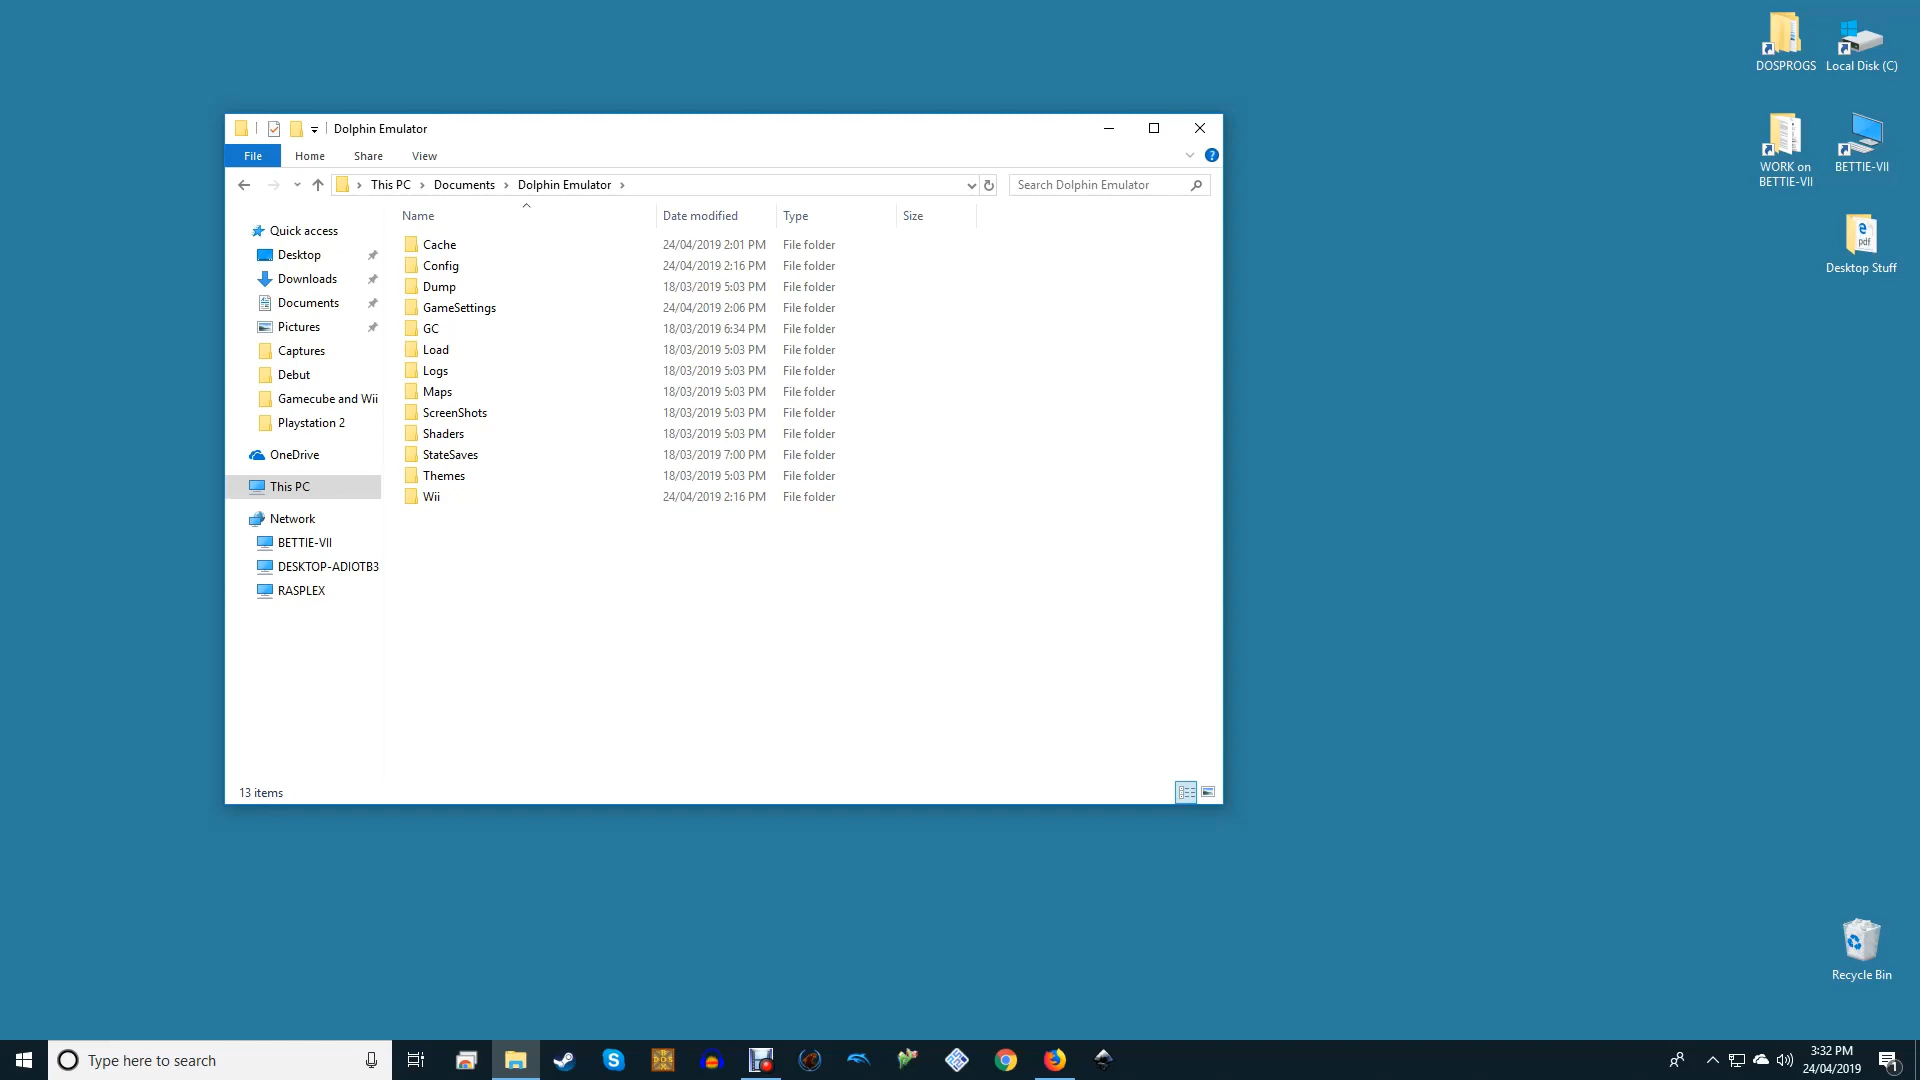 DOSPROGS
Local Disk (C)
WORK on
BETTIE-VII
BETTIE-VII
pdf
Desktop Stuff
Dolphin Emulator
File Home Share View
This PC Documents Dolphin Emulator
Search Dolphin Emulator
Name Date modified Type Size
Quick access
Desktop
Downloads
Documents
Pictures
Captures
Debut
Gamecube and Wii
Playstation 2
OneDrive
This PC
Network
BETTIE-VII
DESKTOP-ADIOTB3
RASPLEX
Cache 24/04/2019 2:01 PM File folder
Config 24/04/2019 2:16 PM File folder
Dump 18/03/2019 5:03 PM File folder
GameSettings 24/04/2019 2:06 PM File folder
GC 18/03/2019 6:34 PM File folder
Load 18/03/2019 5:03 PM File folder
Logs 18/03/2019 5:03 PM File folder
Maps 18/03/2019 5:03 PM File folder
ScreenShots 18/03/2019 5:03 PM File folder
Shaders 18/03/2019 5:03 PM File folder
StateSaves 18/03/2019 7:00 PM File folder
Themes 18/03/2019 5:03 PM File folder
Wii 24/04/2019 2:16 PM File folder
13 items
Recycle Bin
Type here to search
3:32 PM
24/04/2019
1